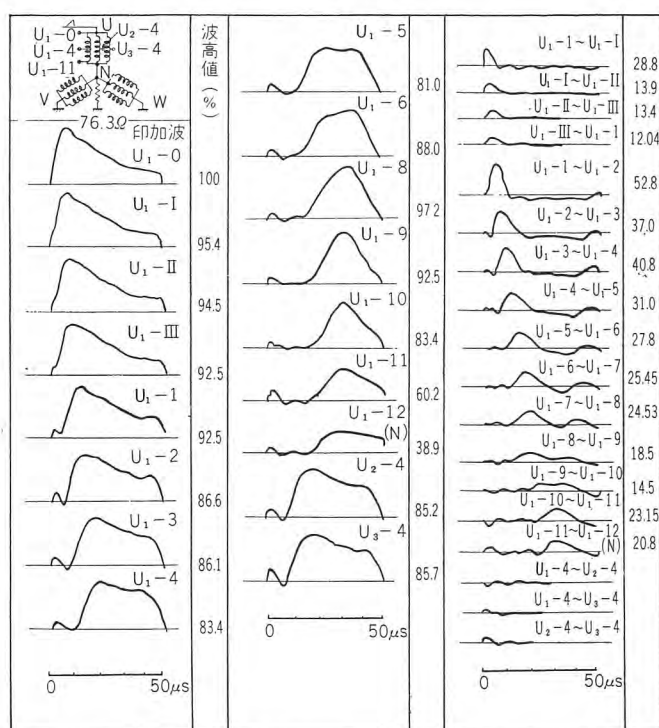 U
U₁-0
U₂-4
U₁-4
U₃-4
U₁-11
N
V
W
76.3Ω
印加波
波高値
(%)
U₁-0
100
U₁-Ⅰ
95.4
U₁-Ⅱ
94.5
U₁-Ⅲ
92.5
U₁-1
92.5
U₁-2
86.6
U₁-3
86.1
U₁-4
83.4
0
50μs
U₁-5
81.0
U₁-6
88.0
U₁-8
97.2
U₁-9
92.5
U₁-10
83.4
U₁-11
60.2
U₁-12
(N)
38.9
U₂-4
85.2
U₃-4
85.7
0
50μs
U₁-1~U₁-Ⅰ
28.8
U₁-Ⅰ~U₁-Ⅱ
13.9
U₁-Ⅱ~U₁-Ⅲ
13.4
U₁-Ⅲ~U₁-1
12.04
U₁-1~U₁-2
52.8
U₁-2~U₁-3
37.0
U₁-3~U₁-4
40.8
U₁-4~U₁-5
31.0
U₁-5~U₁-6
27.8
U₁-6~U₁-7
25.45
U₁-7~U₁-8
24.53
U₁-8~U₁-9
18.5
U₁-9~U₁-10
14.5
U₁-10~U₁-11
23.15
U₁-11~U₁-12
(N)
20.8
U₁-4~U₂-4
U₁-4~U₃-4
U₂-4~U₃-4
0
50μs